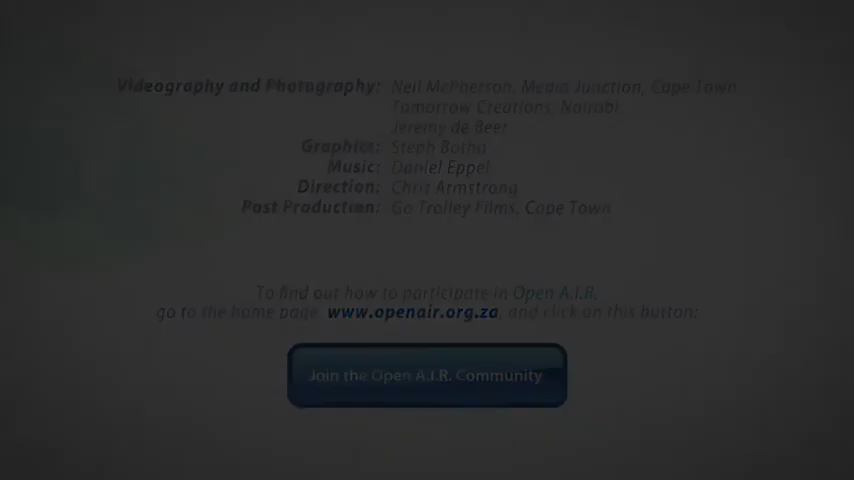 Videography and Photography: Neil McPherson, Media Junction, Cape Town
Tomorrow Creations, Nairobi
Jeremy de Beer
Graphics: Steph Botha
Music: Daniel Eppel
Direction: Chris Armstrong
Post Production: Go Trolley Films, Cape Town
To find out how to participate in Open A.I.R.
go to the home page, www.openair.org.za, and click on this button:
Join the Open A.I.R. Community